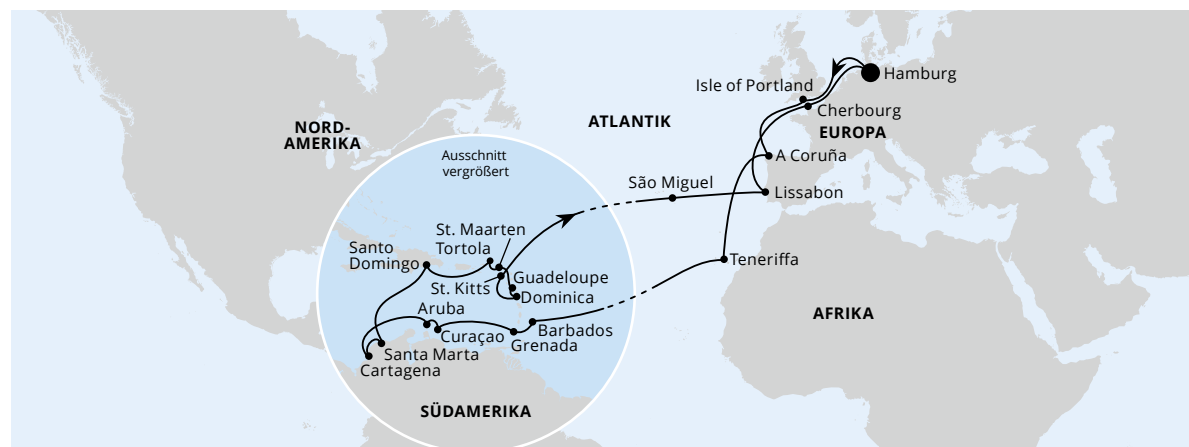 Hamburg
Isle of Portland
Cherbourg
EUROPA
NORD-
AMERIKA
ATLANTIK
Ausschnitt
vergrößert
A Coruña
São Miguel
Lissabon
St. Maarten
Tortola
Santo
Domingo
Teneriffa
Guadeloupe
St. Kitts
Dominica
Aruba
AFRIKA
Barbados
Curaçao
Grenada
Santa Marta
Cartagena
SÜDAMERIKA